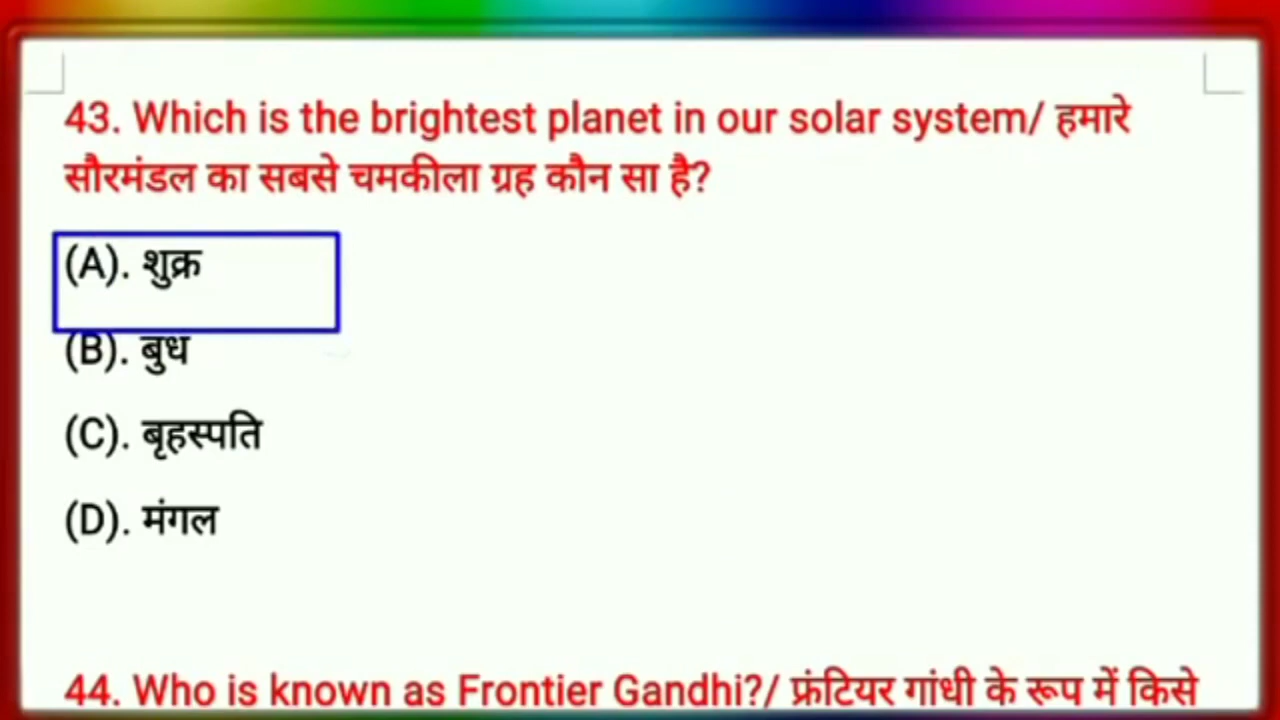 43. Which is the brightest planet in our solar system/ हमारे
सौरमंडल का सबसे चमकीला ग्रह कौन सा है?
(A). शुक्र
(B). बुध
(C). बृहस्पति
(D). मंगल
44. Who is known as Frontier Gandhi?/ फ्रंटियर गांधी के रूप में किसे